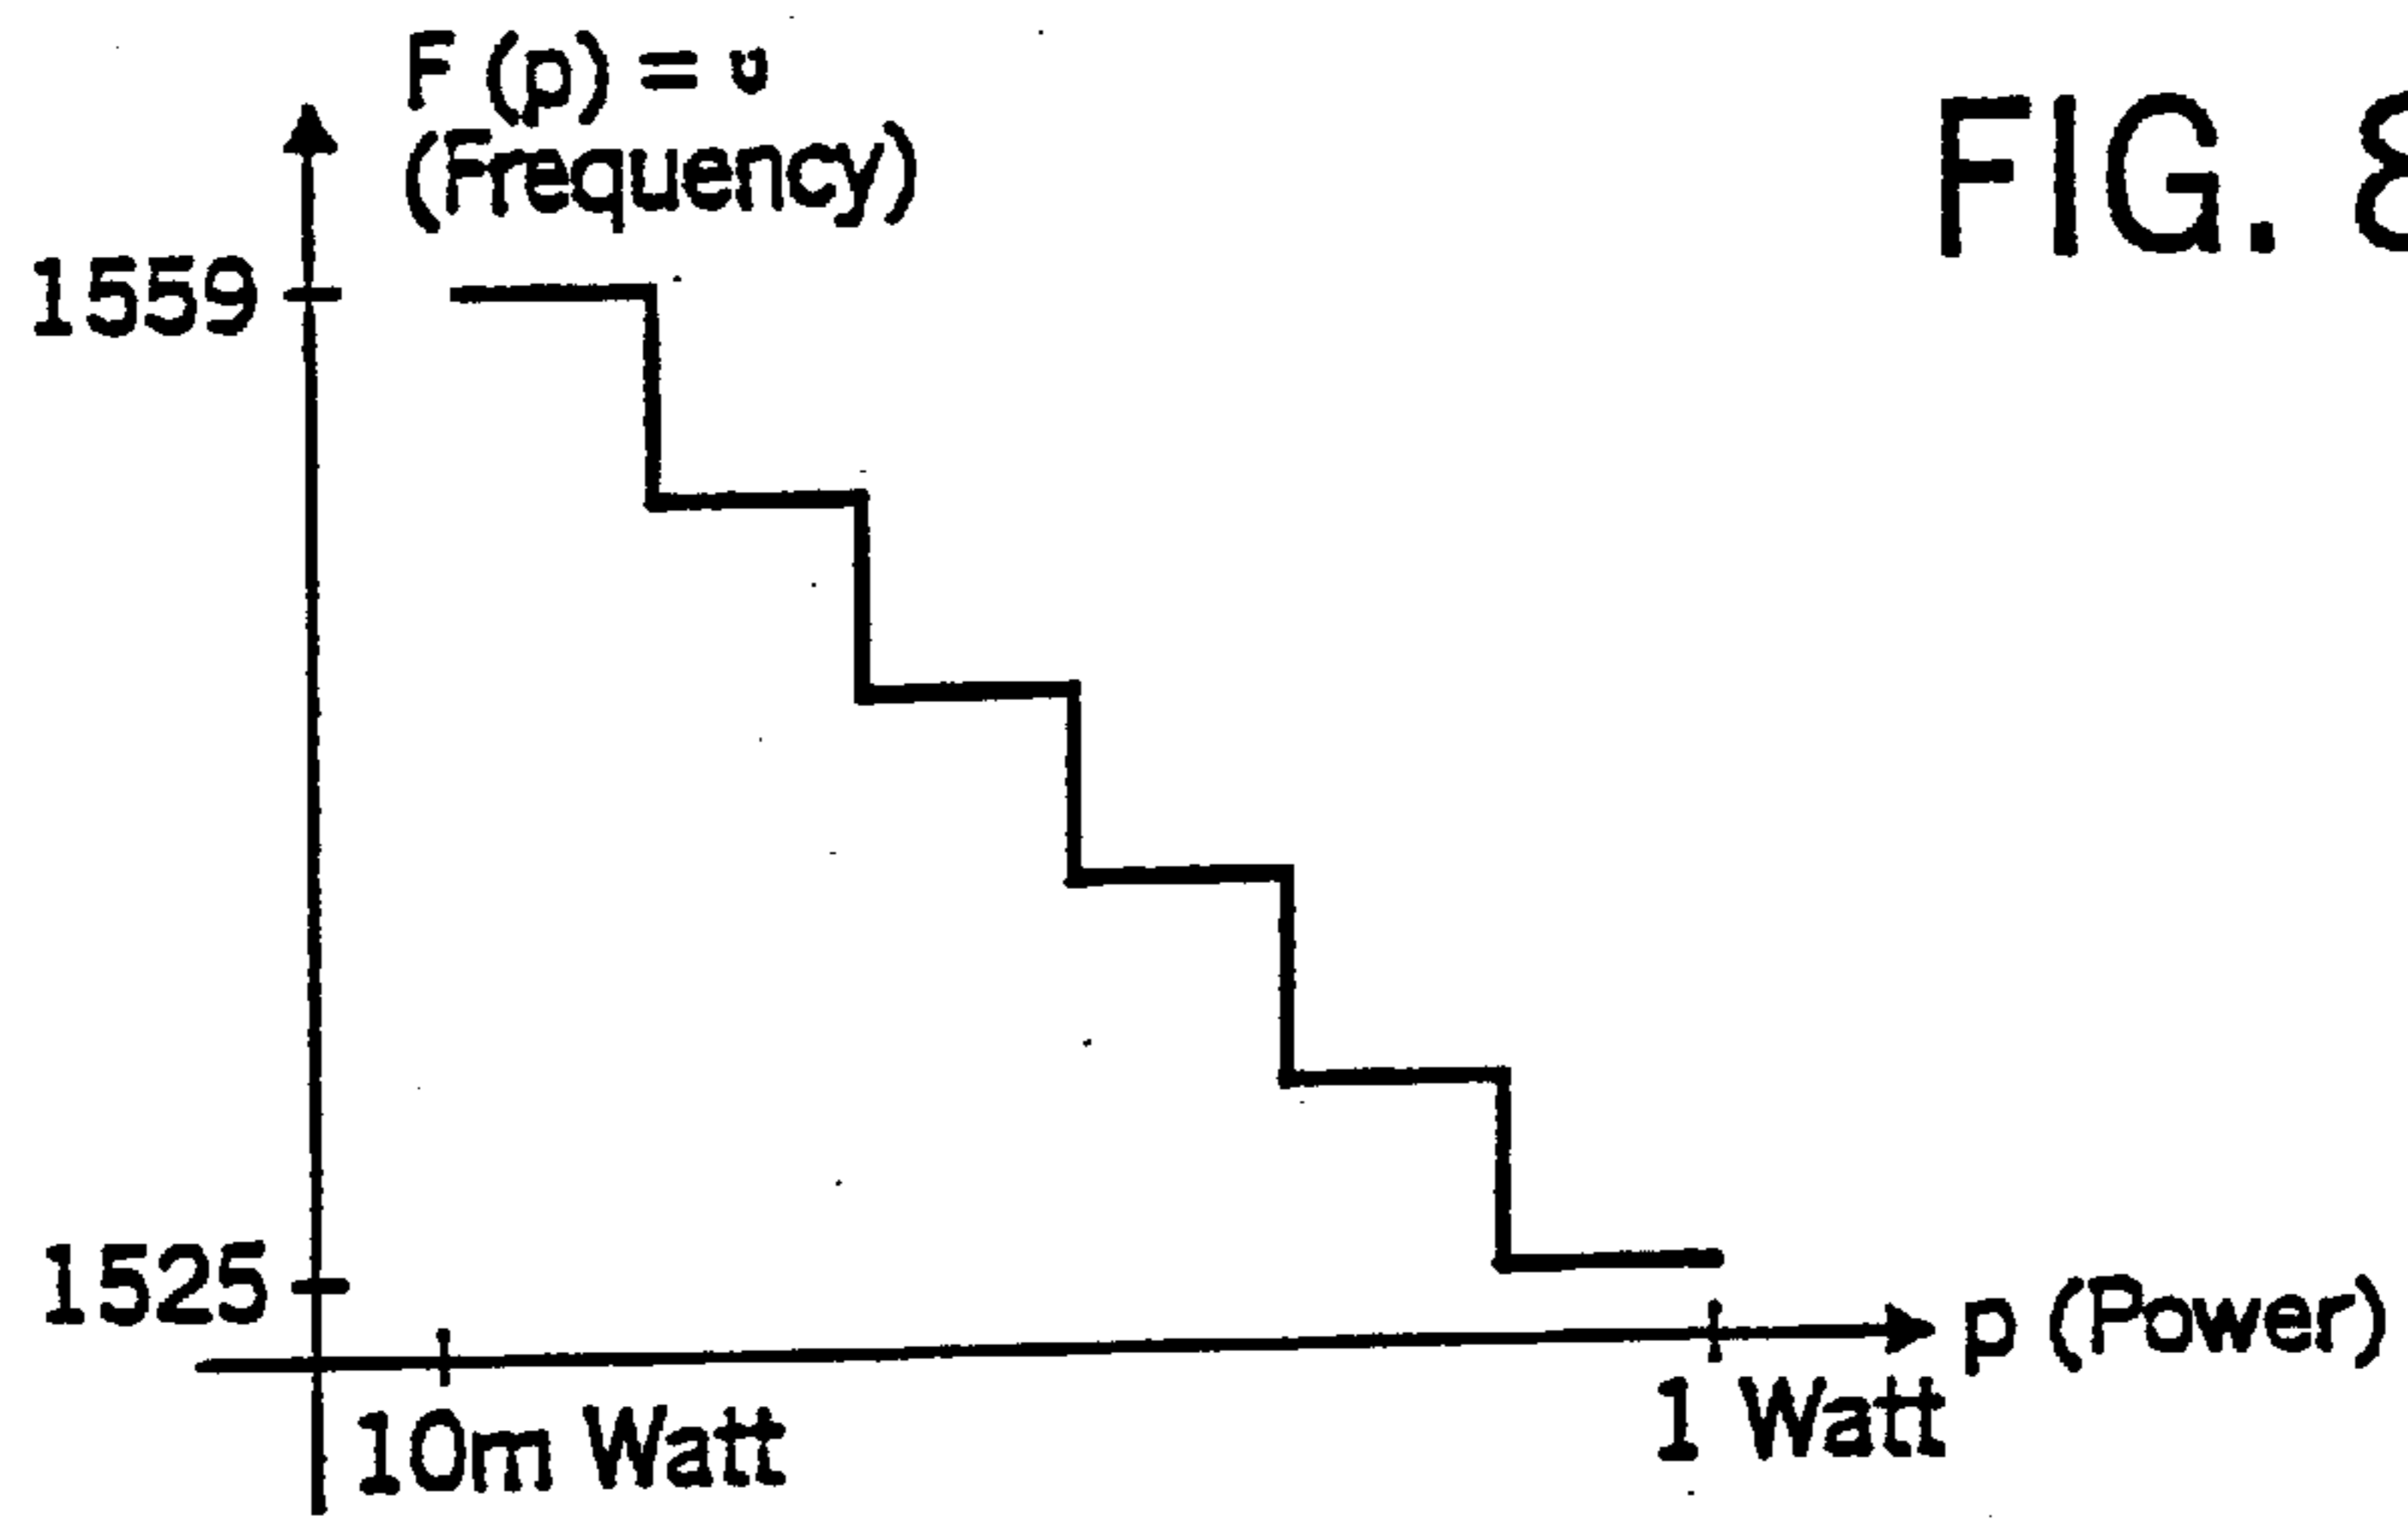 F (p) = υ
(Frequency)
FIG. 8
1559
1525
p (Power)
10m Watt
1 Watt